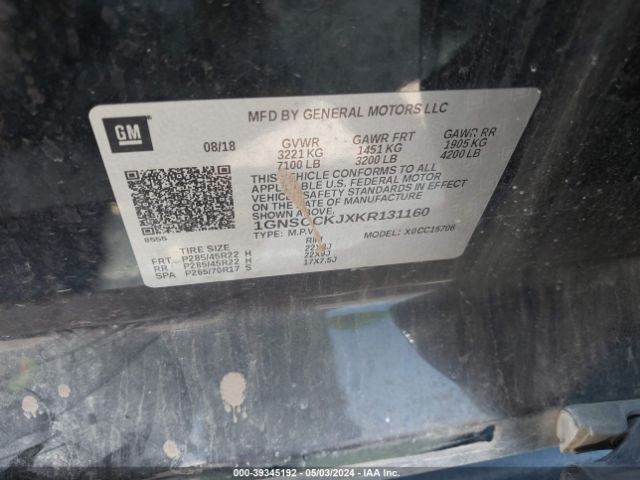 MFD BY GENERAL MOTORS LLC
GM
08/18 GVWR GAWR FRT GAWR RR
3221 KG 1451 KG 1905 KG
7100 LB 3200 LB 4200 LB
THIS VEHICLE CONFORMS TO ALL
APPLICABLE U.S. FEDERAL MOTOR
VEHICLE SAFETY STANDARDS IN EFFECT
ON THE DATE OF MANUFACTURE
SHOWN ABOVE.
1GNSCCKJXKR131160
8555
TYPE: M.P.V. MODEL: X0CC15706
TIRE SIZE RIM
FRT P285/45R22 H 22X9J
RR P285/45R22 H 22X9J
SPA P265/70R17 S 17X7.5J
000-39345192 - 05/03/2024 - IAA Inc.